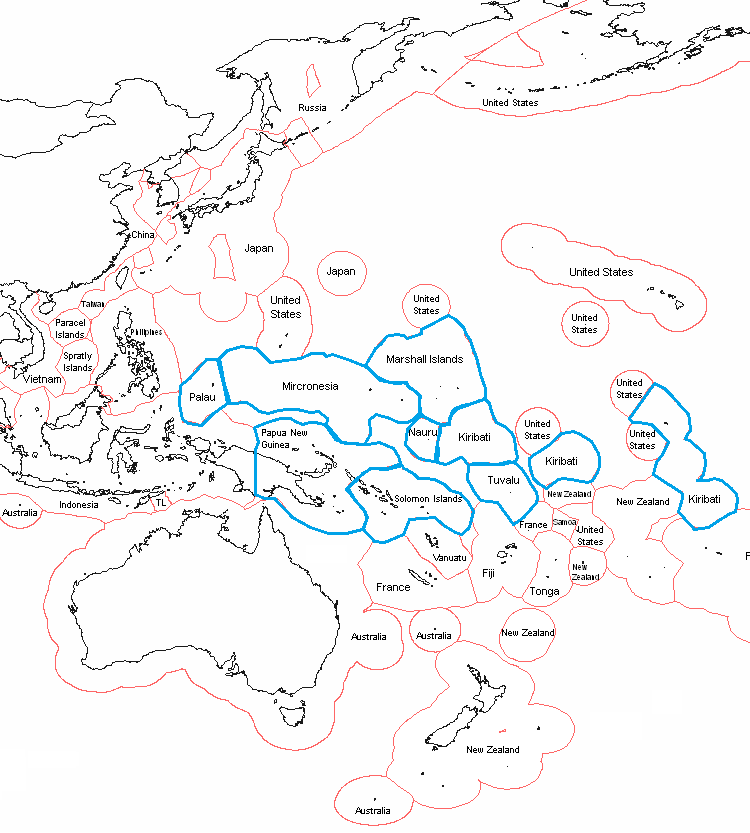 Russia
United States
China
Japan
Japan
United States
Taiwan
United
States
United
States
Paracel
Islands
Philipines
United
States
Spratly
Islands
Marshall Islands
Vietnam
Palau
Mircronesia
United
States
Papua New
Guinea
Nauru
Kiribati
United
States
United
States
Kiribati
Tuvalu
New Zealand
New Zealand
Kiribati
Australia
Indonesia
TL
Solomon Islands
France
Samoa
United
States
Vanuatu
F
France
Fiji
Tonga
New
Zealand
Australia
Australia
New Zealand
New Zealand
Australia